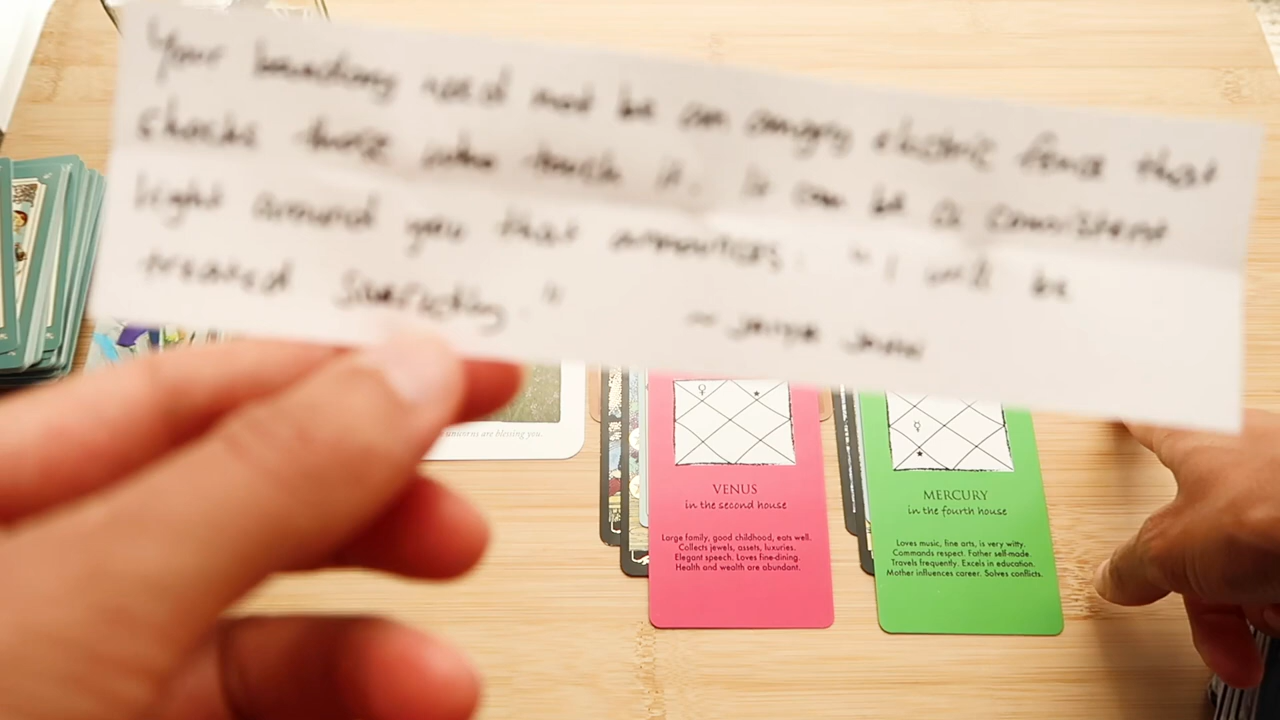 Your boundary need not be an angry electric fence that
shocks those who touch it. It can be a consistent
light around you that announces: "I will be
treated sacredly."
- Jaiya John
unicorns are blessing you.
VENUS
in the second house
Large family, good childhood, eats well.
Collects jewels, assets, luxuries.
Elegant speech. Loves fine-dining.
Health and wealth are abundant.
MERCURY
in the fourth house
Loves music, fine arts, is very witty.
Commands respect. Father self-made.
Travels frequently. Excels in education.
Mother influences career. Solves conflicts.